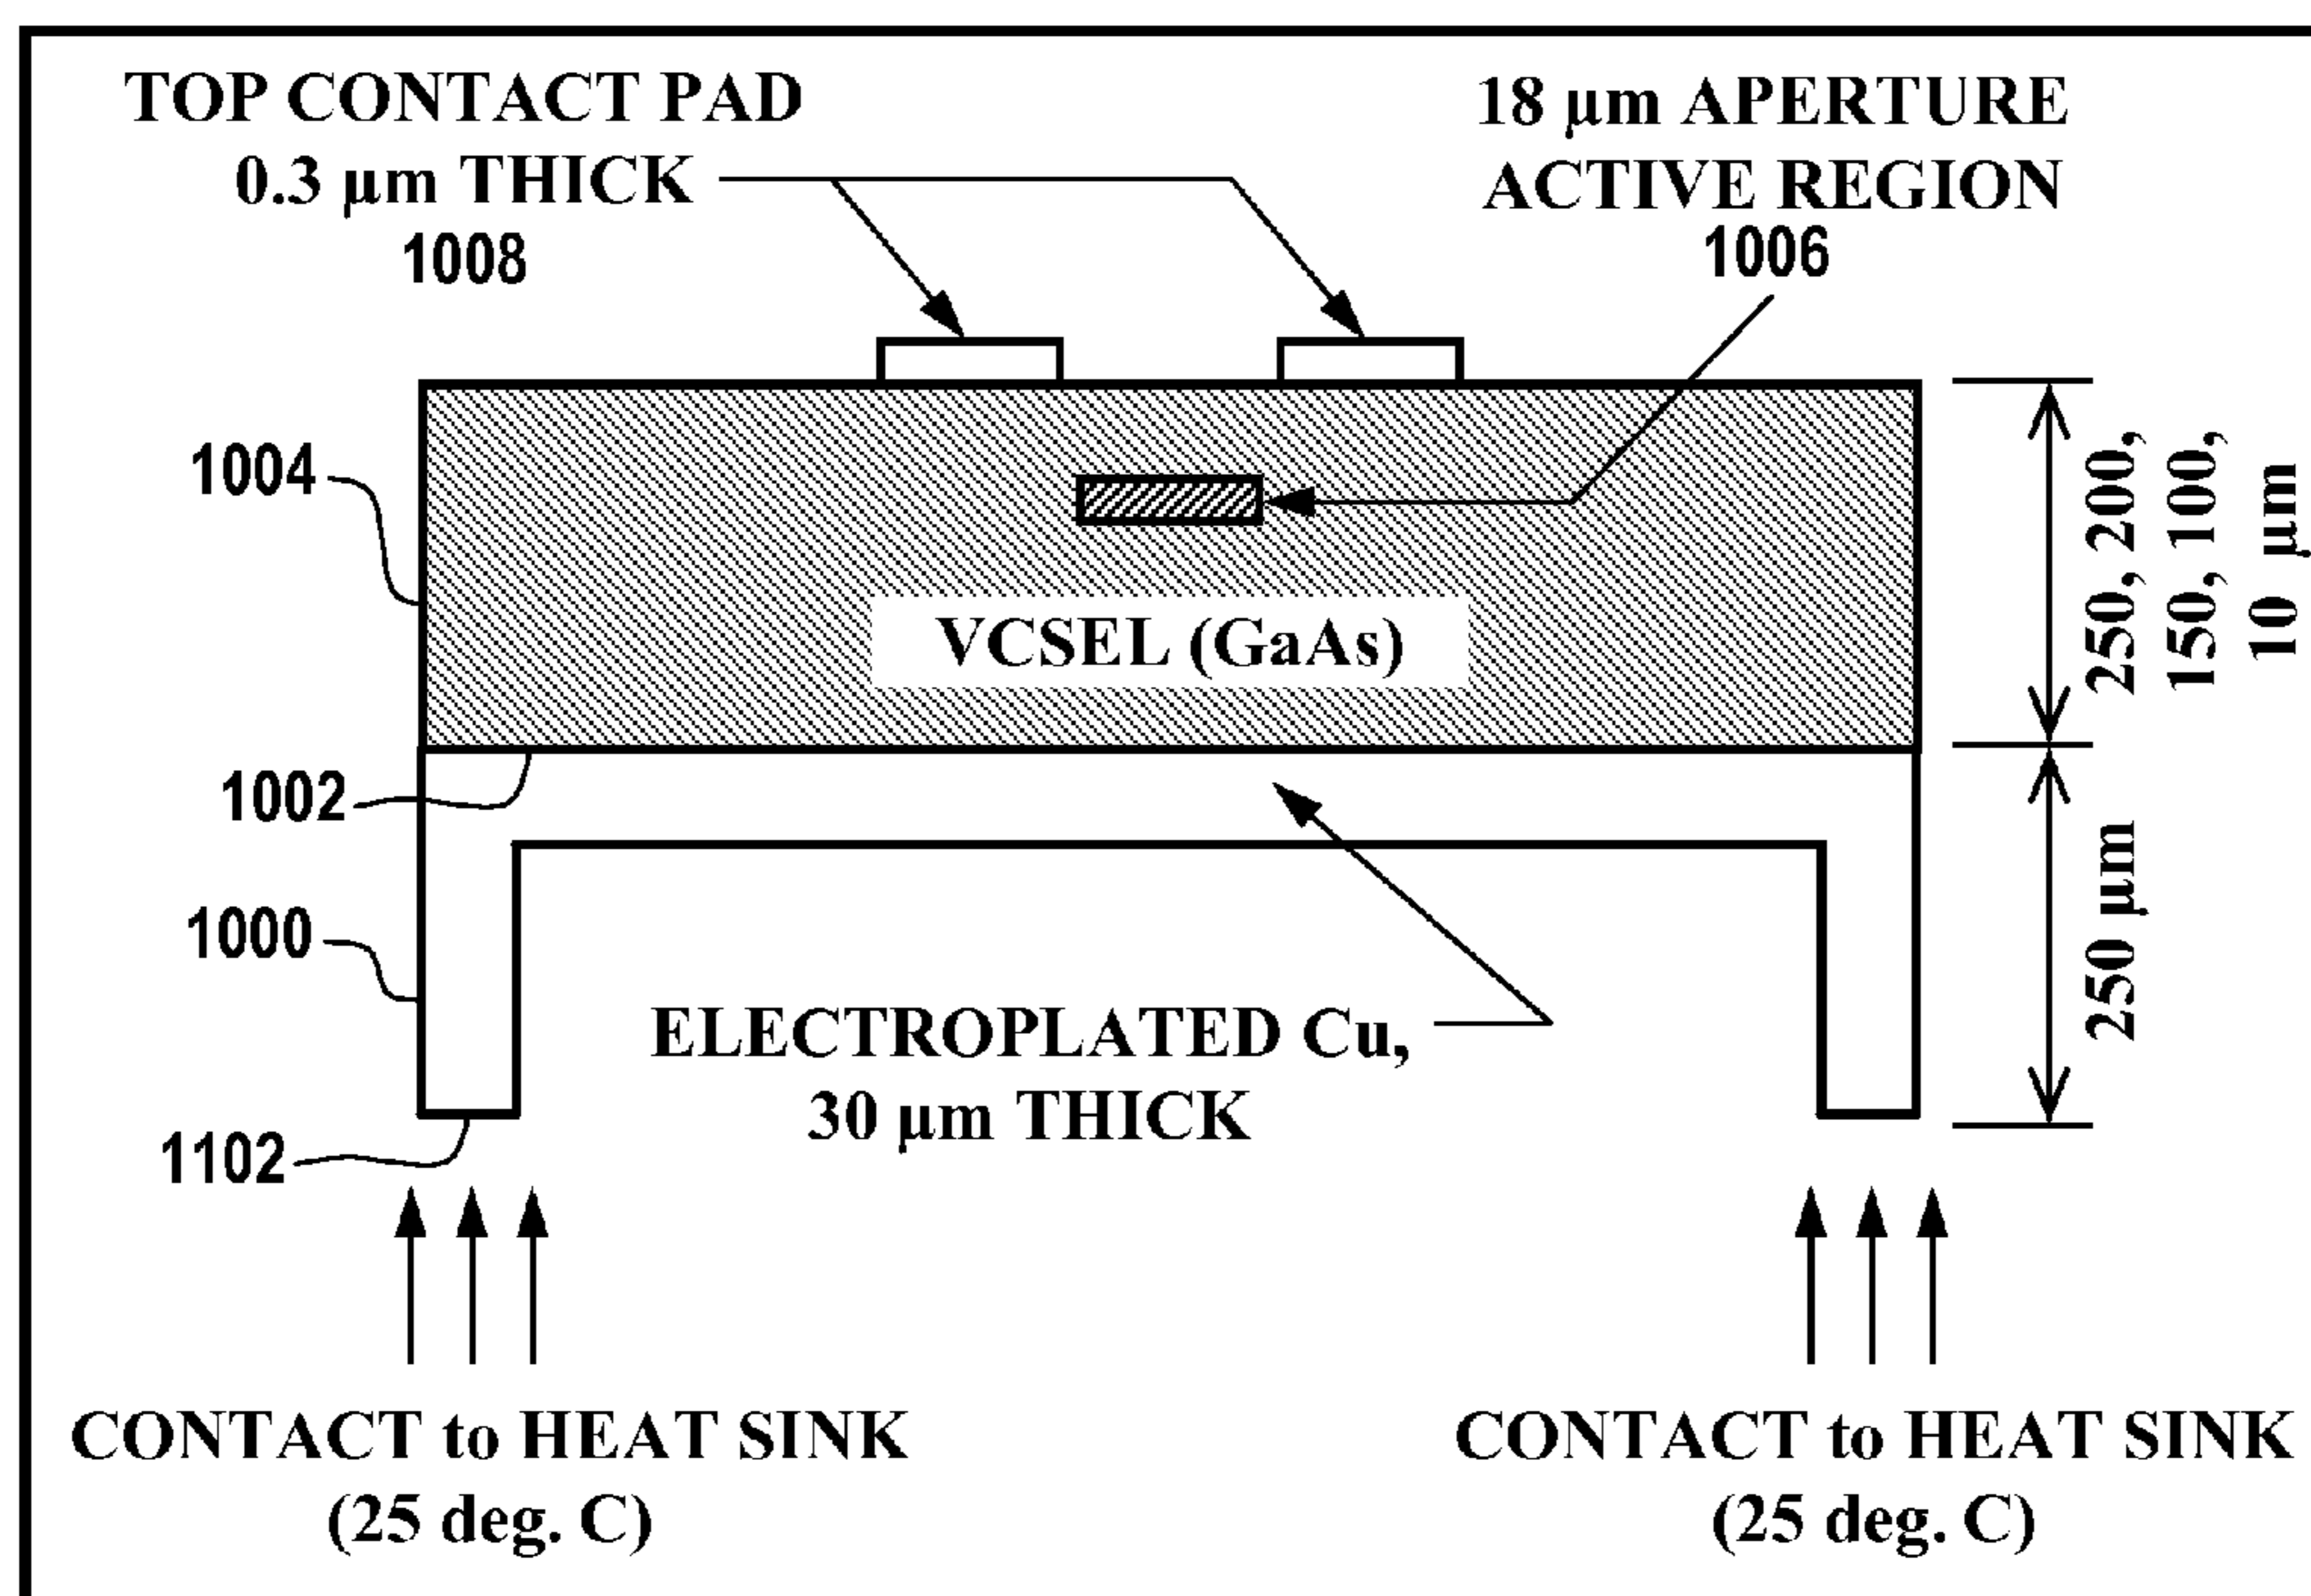 TOP CONTACT PAD
0.3 µm THICK
1008
18 µm APERTURE
ACTIVE REGION
1006
1004
VCSEL (GaAs)
250, 200,
150, 100,
10 µm
1002
1000
250 µm
ELECTROPLATED Cu,
30 µm THICK
1102
CONTACT to HEAT SINK
(25 deg. C)
CONTACT to HEAT SINK
(25 deg. C)